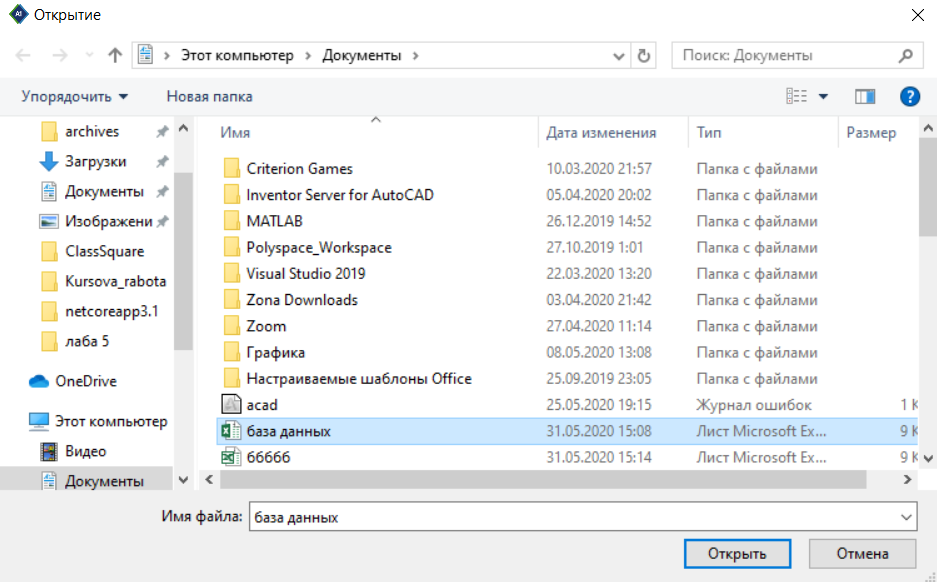 Открытие
Этот компьютер > Документы >
Поиск: Документы
Упорядочить Новая папка
archives
Загрузки
Документы
Изображени
ClassSquare
Kursova_rabota
netcoreapp3.1
лаба 5
OneDrive
Этот компьютер
Видео
Документы
Имя Дата изменения Тип Размер
Criterion Games 10.03.2020 21:57 Папка с файлами
Inventor Server for AutoCAD 05.04.2020 20:02 Папка с файлами
MATLAB 26.12.2019 14:52 Папка с файлами
Polyspace_Workspace 27.10.2019 1:01 Папка с файлами
Visual Studio 2019 22.03.2020 13:20 Папка с файлами
Zona Downloads 03.04.2020 21:42 Папка с файлами
Zoom 27.04.2020 11:14 Папка с файлами
Графика 08.05.2020 13:08 Папка с файлами
Настраиваемые шаблоны Office 25.09.2019 23:05 Папка с файлами
acad 25.05.2020 19:15 Журнал ошибок 1 К
база данных 31.05.2020 15:08 Лист Microsoft Ex... 9 К
66666 31.05.2020 15:14 Лист Microsoft Ex... 9 К
Имя файла: база данных
Открыть Отмена